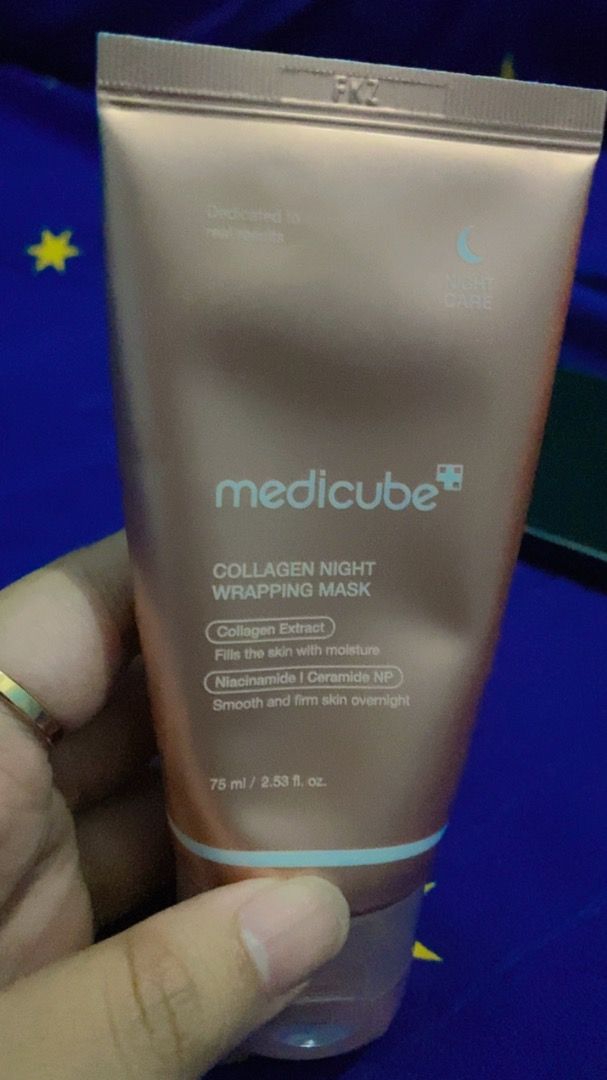 FK2
Dedicated to
real results
NIGHT
CARE
medicube
COLLAGEN NIGHT
WRAPPING MASK
Collagen Extract
Fills the skin with moisture
Niacinamide | Ceramide NP
Smooth and firm skin overnight
75 ml / 2.53 fl. oz.